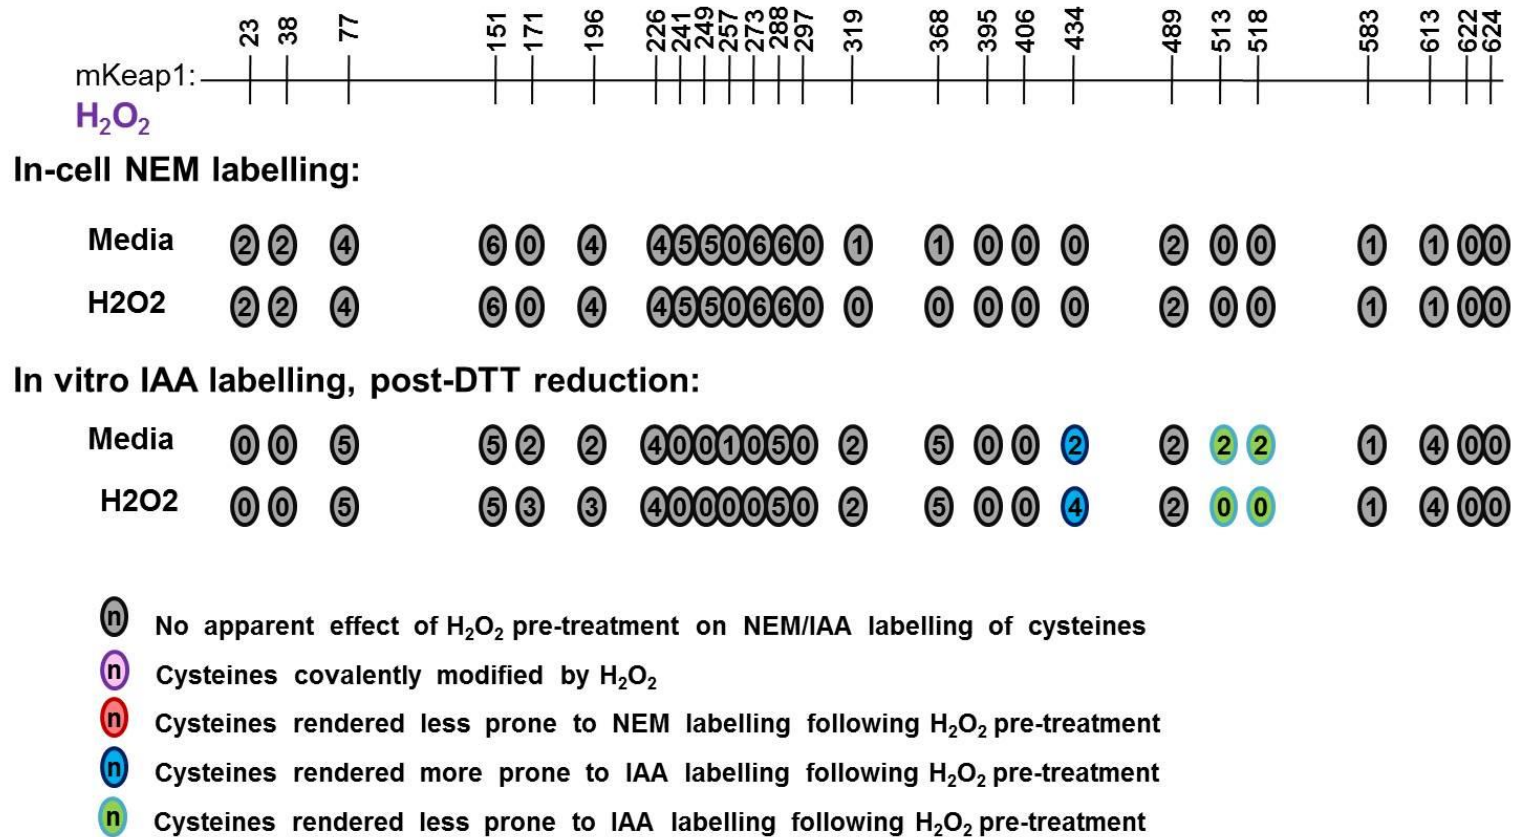 23 38 77 151 171 196 226 241 249 257 273 288 297 319 368 395 406 434 489 513 518 583 613 622 624
mKeap1:
H₂O₂
In-cell NEM labelling:
Media 2 2 4 6 0 4 4 5 5 0 6 6 0 1 1 0 0 0 2 0 0 1 1 0 0
H2O2 2 2 4 6 0 4 4 5 5 0 6 6 0 0 0 0 0 0 2 0 0 1 1 0 0
In vitro IAA labelling, post-DTT reduction:
Media 0 0 5 5 2 2 4 0 0 1 0 5 0 2 5 0 0 2 2 2 2 1 4 0 0
H2O2 0 0 5 5 3 3 4 0 0 0 0 5 0 2 5 0 0 4 2 0 0 1 4 0 0
n No apparent effect of H₂O₂ pre-treatment on NEM/IAA labelling of cysteines
n Cysteines covalently modified by H₂O₂
n Cysteines rendered less prone to NEM labelling following H₂O₂ pre-treatment
n Cysteines rendered more prone to IAA labelling following H₂O₂ pre-treatment
n Cysteines rendered less prone to IAA labelling following H₂O₂ pre-treatment